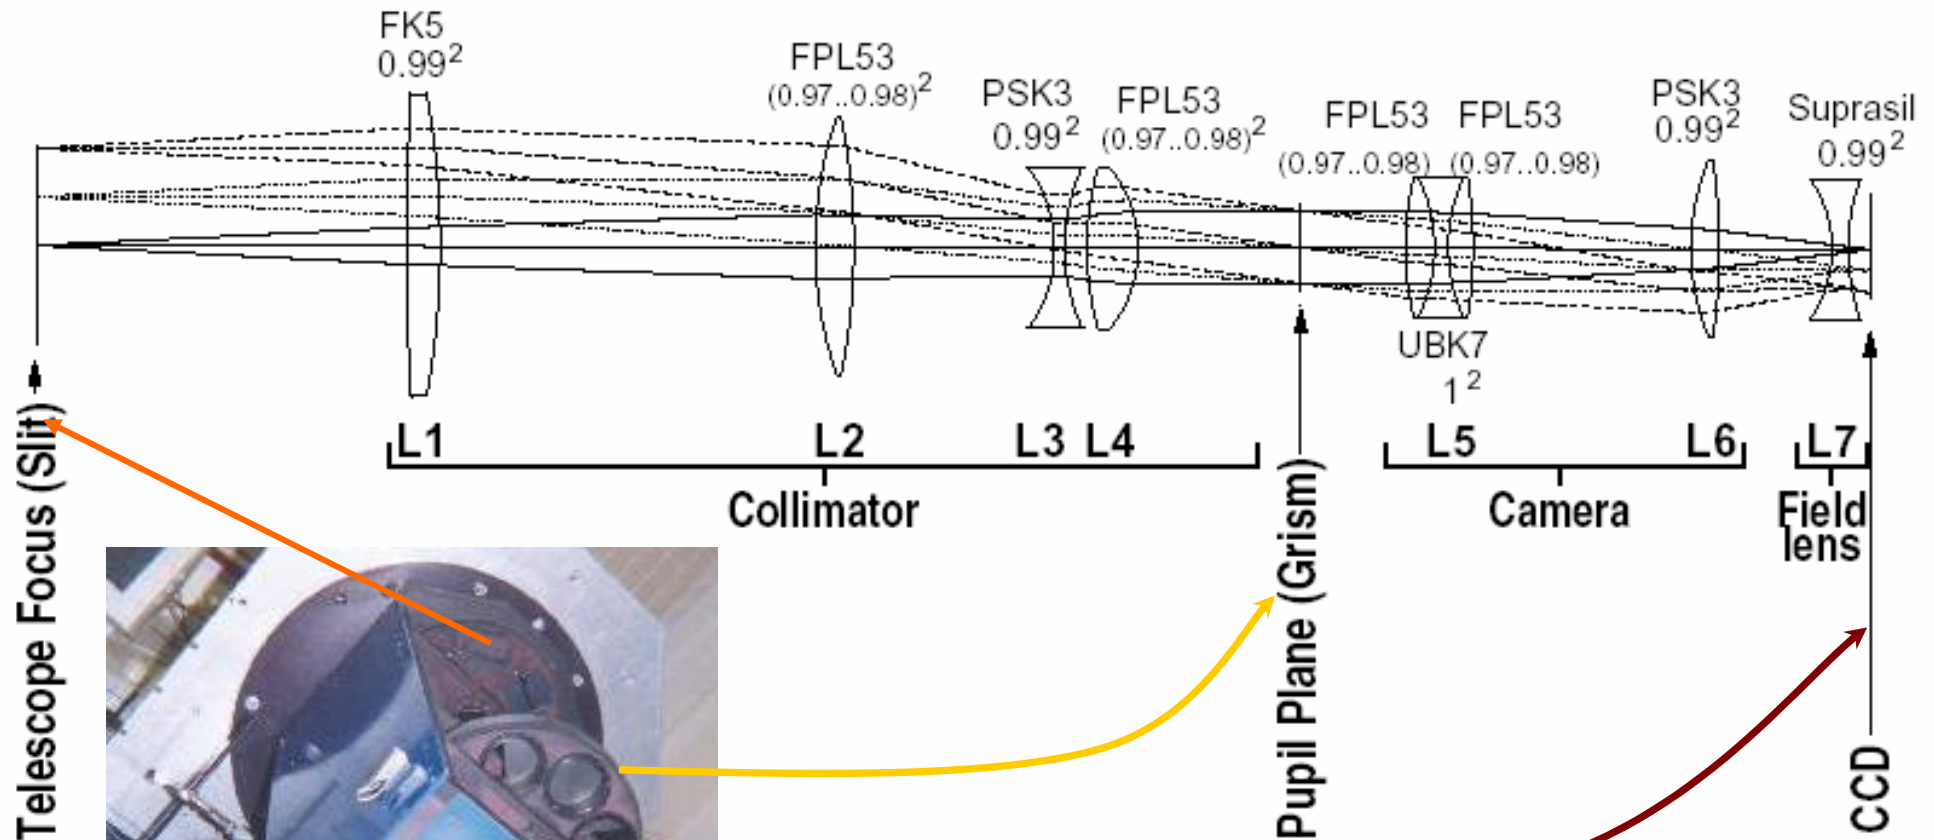 FK5
0.99²
FPL53
(0.97..0.98)²
PSK3
0.99²
FPL53
(0.97..0.98)²
FPL53
(0.97..0.98)
FPL53
(0.97..0.98)
UBK7
1²
PSK3
0.99²
Suprasil
0.99²
L1
L2
L3
L4
L5
L6
L7
Collimator
Camera
Field
lens
Telescope Focus (Slit)
Pupil Plane (Grism)
CCD